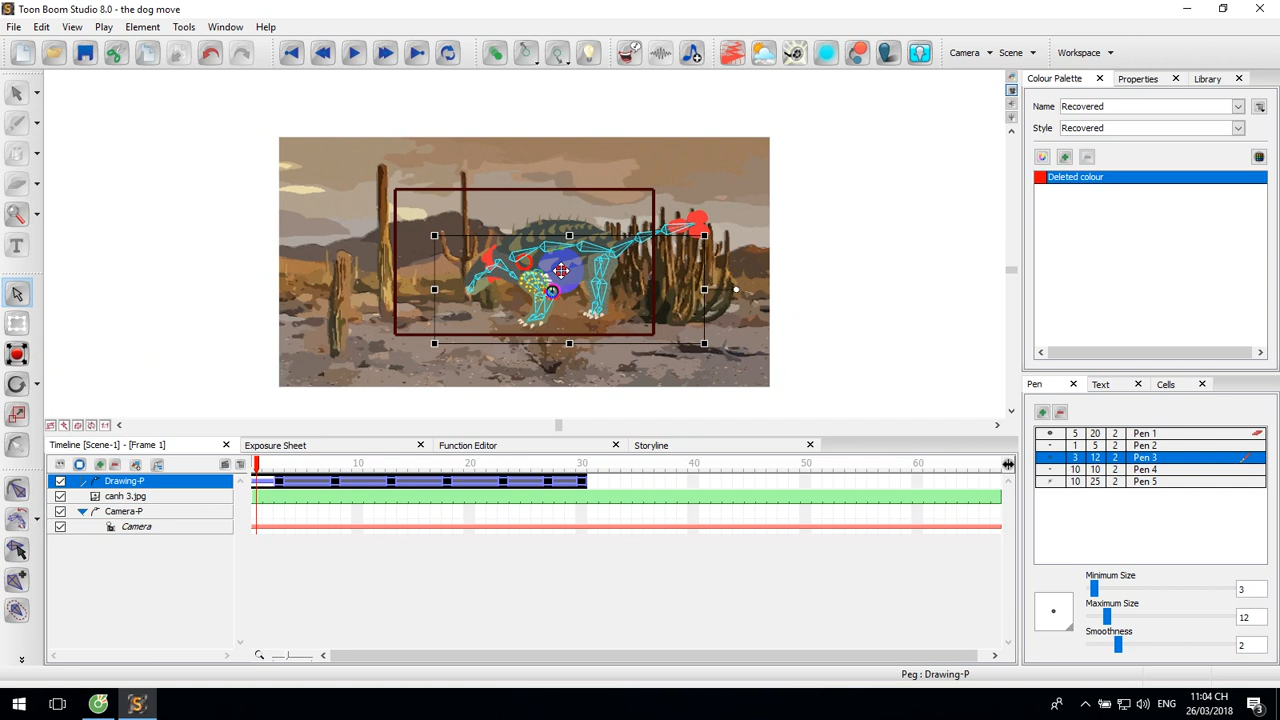 Toon Boom Studio 8.0 - the dog move
File Edit View Play Element Tools Window Help
Camera Scene Workspace
Colour Palette Properties Library
Name Recovered
Style Recovered
Deleted colour
Pen Text Cells
5 20 2 Pen 1
1 5 2 Pen 2
3 12 2 Pen 3
10 10 2 Pen 4
10 25 2 Pen 5
Minimum Size
3
Maximum Size
12
Smoothness
2
Timeline [Scene-1] - [Frame 1] Exposure Sheet Function Editor Storyline
10 20 30 40 50 60
Drawing-P
canh 3.jpg
Camera-P
Camera
Peg : Drawing-P
ENG
11:04 CH
26/03/2018
3